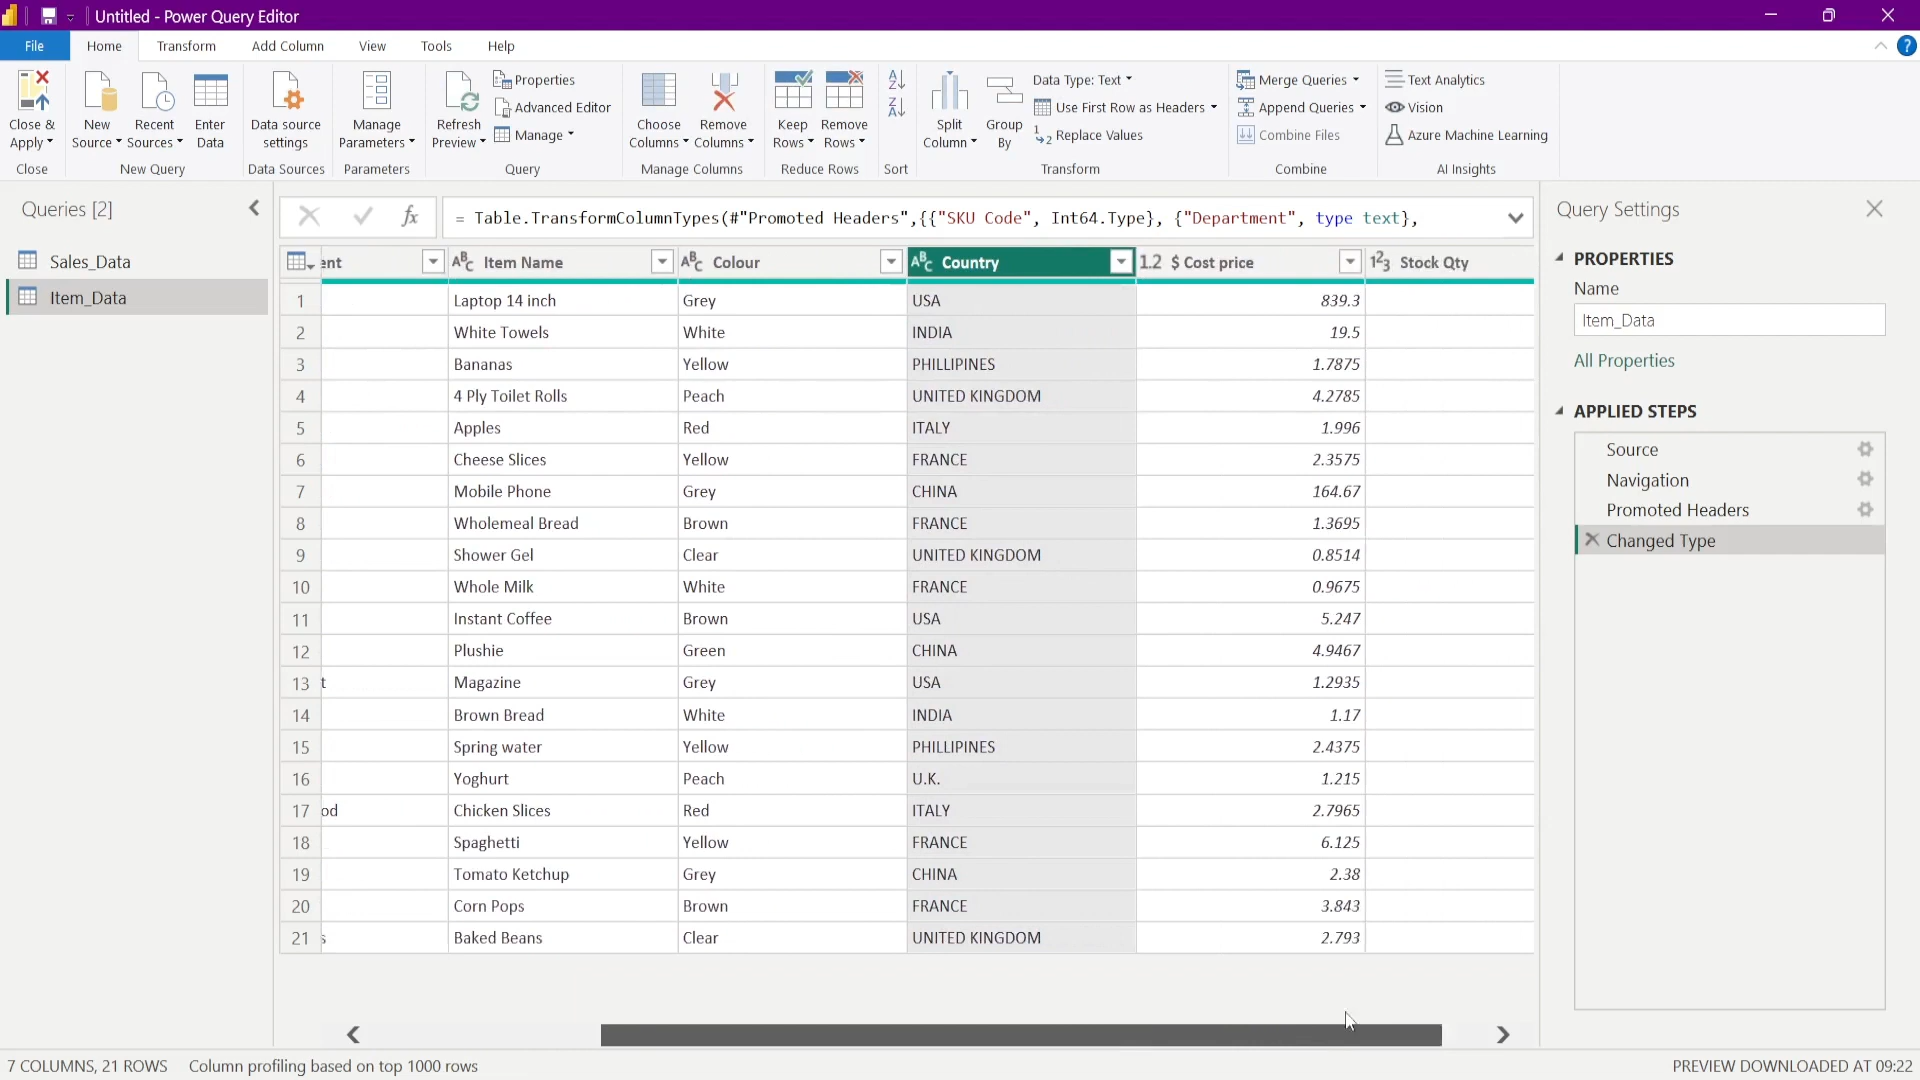 Untitled - Power Query Editor
File Home Transform Add Column View Tools Help
Close & Apply
New Source
Recent Sources
Enter Data
Data source settings
Manage Parameters
Refresh Preview
Properties
Advanced Editor
Manage
Choose Columns
Remove Columns
Keep Rows
Remove Rows
Split Column
Group By
Data Type: Text
Use First Row as Headers
Replace Values
Merge Queries
Append Queries
Combine Files
Text Analytics
Vision
Azure Machine Learning
Close New Query Data Sources Parameters Query Manage Columns Reduce Rows Sort Transform Combine AI Insights
Queries [2]
Sales_Data
Item_Data
fx = Table.TransformColumnTypes(#"Promoted Headers",{{"SKU Code", Int64.Type}, {"Department", type text},
ent ABC Item Name ABC Colour ABC Country 1.2 $ Cost price 123 Stock Qty
1 Laptop 14 inch Grey USA 839.3
2 White Towels White INDIA 19.5
3 Bananas Yellow PHILLIPINES 1.7875
4 4 Ply Toilet Rolls Peach UNITED KINGDOM 4.2785
5 Apples Red ITALY 1.996
6 Cheese Slices Yellow FRANCE 2.3575
7 Mobile Phone Grey CHINA 164.67
8 Wholemeal Bread Brown FRANCE 1.3695
9 Shower Gel Clear UNITED KINGDOM 0.8514
10 Whole Milk White FRANCE 0.9675
11 Instant Coffee Brown USA 5.247
12 Plushie Green CHINA 4.9467
13 t Magazine Grey USA 1.2935
14 Brown Bread White INDIA 1.17
15 Spring water Yellow PHILLIPINES 2.4375
16 Yoghurt Peach U.K. 1.215
17 od Chicken Slices Red ITALY 2.7965
18 Spaghetti Yellow FRANCE 6.125
19 Tomato Ketchup Grey CHINA 2.38
20 Corn Pops Brown FRANCE 3.843
21 s Baked Beans Clear UNITED KINGDOM 2.793
Query Settings
PROPERTIES
Name
Item_Data
All Properties
APPLIED STEPS
Source
Navigation
Promoted Headers
Changed Type
7 COLUMNS, 21 ROWS Column profiling based on top 1000 rows PREVIEW DOWNLOADED AT 09:22